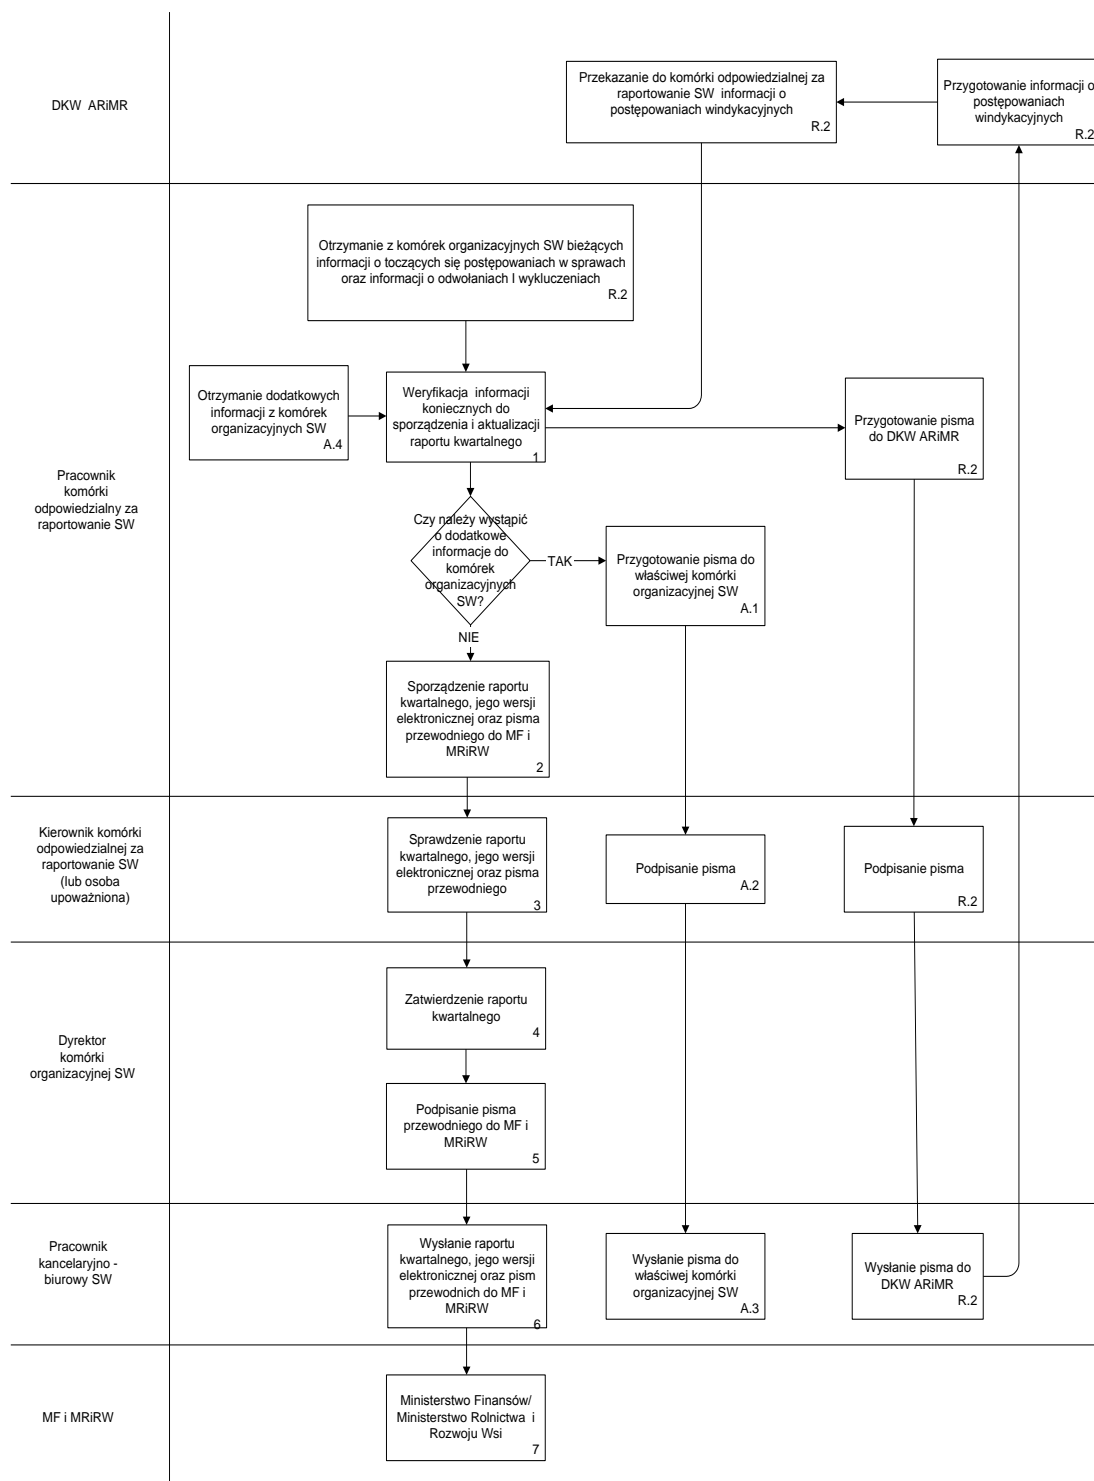 DKW ARiMR
Przekazanie do komórki odpowiedzialnej za
raportowanie SW informacji o
postępowaniach windykacyjnych
R.2
Przygotowanie informacji o
postępowaniach
windykacyjnych
R.2
Pracownik
komórki
odpowiedzialny za
raportowanie SW
Otrzymanie z komórek organizacyjnych SW bieżących
informacji o toczących się postępowaniach w sprawach
oraz informacji o odwołaniach I wykluczeniach
R.2
Otrzymanie dodatkowych
informacji z komórek
organizacyjnych SW
A.4
Weryfikacja informacji
koniecznych do
sporządzenia i aktualizacji
raportu kwartalnego
1
Przygotowanie pisma
do DKW ARiMR
R.2
Czy należy wystąpić
o dodatkowe
informacje do
komórek
organizacyjnych
SW?
TAK
NIE
Przygotowanie pisma do
właściwej komórki
organizacyjnej SW
A.1
Sporządzenie raportu
kwartalnego, jego wersji
elektronicznej oraz pisma
przewodniego do MF i
MRiRW
2
Kierownik komórki
odpowiedzialnej za
raportowanie SW
(lub osoba
upoważniona)
Sprawdzenie raportu
kwartalnego, jego wersji
elektronicznej oraz pisma
przewodniego
3
Podpisanie pisma
A.2
Podpisanie pisma
R.2
Dyrektor
komórki
organizacyjnej SW
Zatwierdzenie raportu
kwartalnego
4
Podpisanie pisma
przewodniego do MF i
MRiRW
5
Pracownik
kancelaryjno -
biurowy SW
Wysłanie raportu
kwartalnego, jego wersji
elektronicznej oraz pism
przewodnich do MF i
MRiRW
6
Wysłanie pisma do
właściwej komórki
organizacyjnej SW
A.3
Wysłanie pisma do
DKW ARiMR
R.2
MF i MRiRW
Ministerstwo Finansów/
Ministerstwo Rolnictwa i
Rozwoju Wsi
7